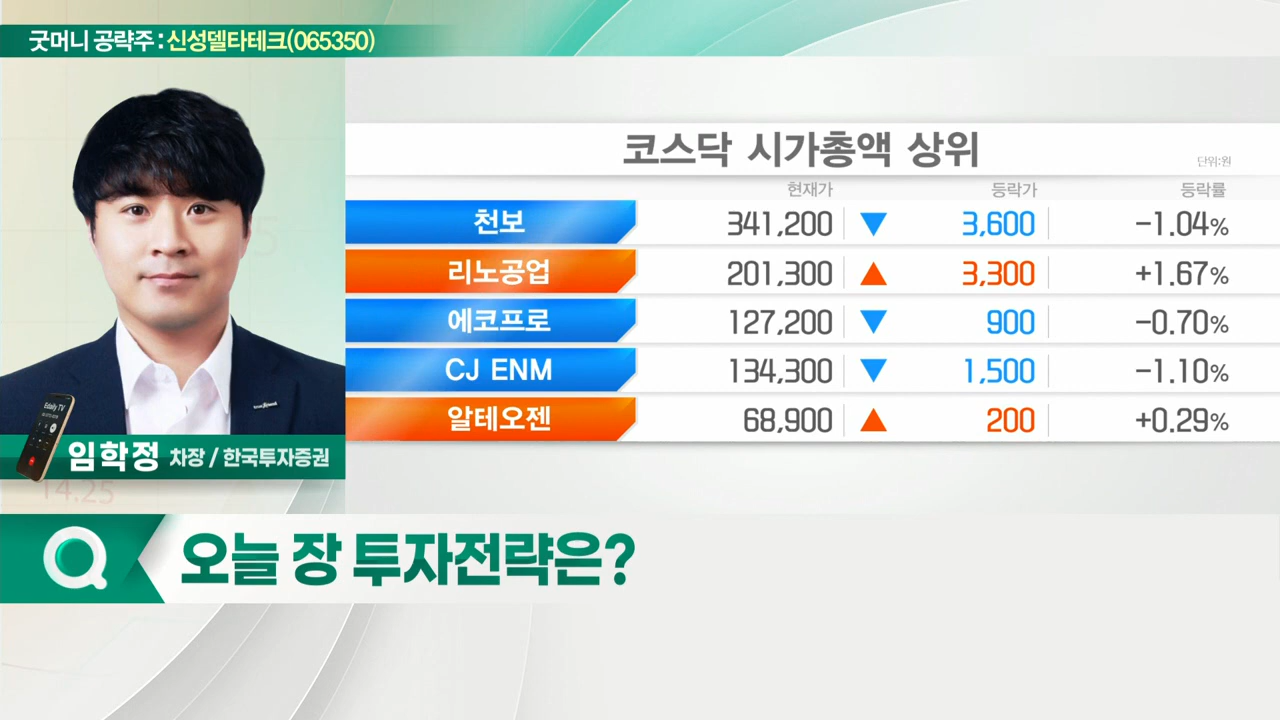 굿머니 공략주 : 신성델타테크(065350)
코스닥 시가총액 상위
단위:원
현재가 등락가 등락률
천보 341,200 ▼ 3,600 -1.04%
리노공업 201,300 ▲ 3,300 +1.67%
에코프로 127,200 ▼ 900 -0.70%
CJ ENM 134,300 ▼ 1,500 -1.10%
알테오젠 68,900 ▲ 200 +0.29%
Edaily TV
임학정 차장 / 한국투자증권
14.25
Q 오늘 장 투자전략은?